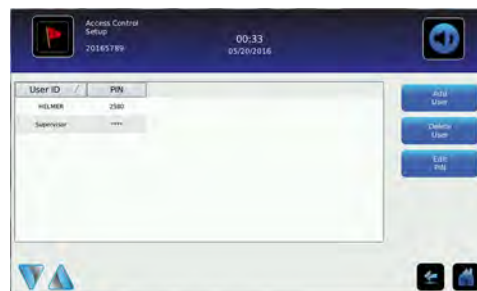 Access Control
Setup
20165789
00:33
05/20/2016
User ID / PIN
HELMER 2580
Supervisor ****
Add
User
Delete
User
Edit
PIN